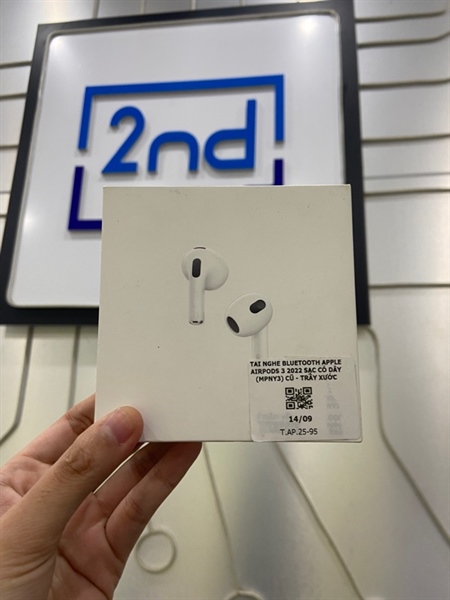 2nd
TAI NGHE BLUETOOTH APPLE
AIRPODS 3 2022 SẠC CÓ DÂY
(MPNY3) CŨ - TRẦY XƯỚC
14/09
T.AP.25-95